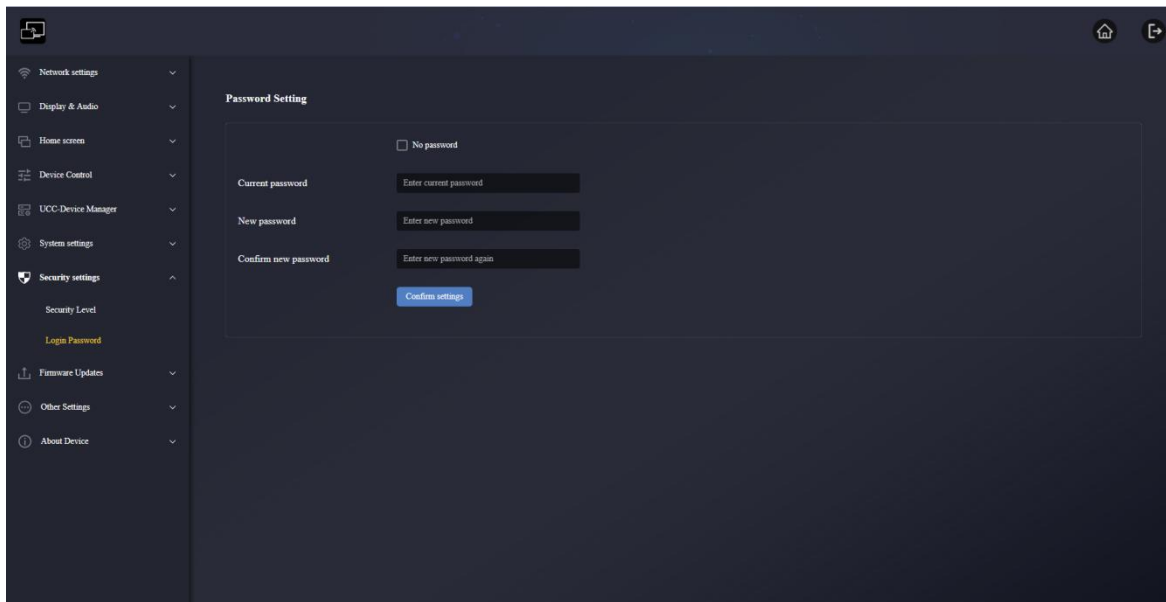 Network settings
Display & Audio
Home screen
Device Control
UCC-Device Manager
System settings
Security settings
Security Level
Login Password
Firmware Updates
Other Settings
About Device
Password Setting
No password
Current password Enter current password
New password Enter new password
Confirm new password Enter new password again
Confirm settings